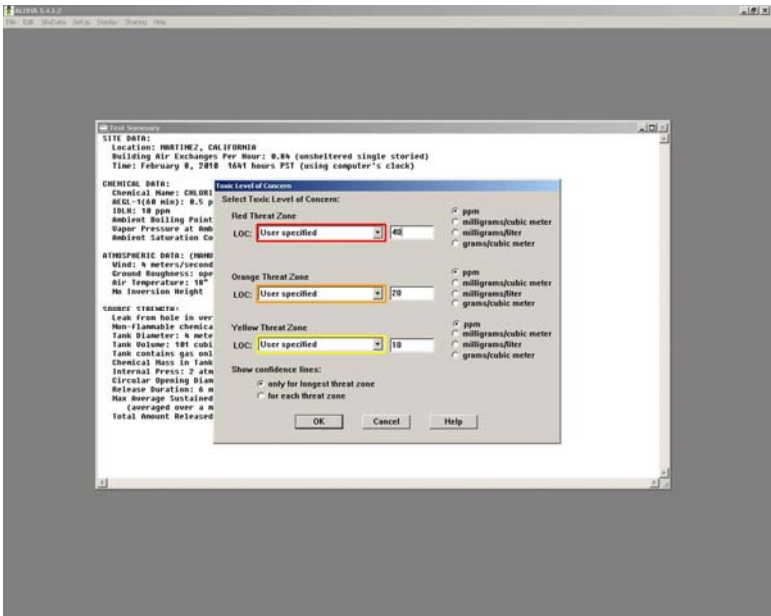 ALOHA 5.4.1.2
File Edit SiteData SetUp Display Sharing Help
Text Summary
SITE DATA:
Location: MARTINEZ, CALIFORNIA
Building Air Exchanges Per Hour: 0.84 (unsheltered single storied)
Time: February 8, 2010 1641 hours PST (using computer's clock)
CHEMICAL DATA:
Chemical Name: CHLORI
AEGL-1(60 min): 0.5 p
IDLH: 10 ppm
Ambient Boiling Point
Vapor Pressure at Amb
Ambient Saturation Co
ATMOSPHERIC DATA: (MANU
Wind: 4 meters/second
Ground Roughness: ope
Air Temperature: 10°
No Inversion Height
SOURCE STRENGTH:
Leak from hole in ver
Non-flammable chemica
Tank Diameter: 4 mete
Tank Volume: 101 cubi
Tank contains gas onl
Chemical Mass in Tank
Internal Press: 2 atm
Circular Opening Diam
Release Duration: 6 m
Max Average Sustained
(averaged over a m
Total Amount Released
Toxic Level of Concern
Select Toxic Level of Concern:
Red Threat Zone
LOC: User specified 40
ppm
milligrams/cubic meter
milligrams/liter
grams/cubic meter
Orange Threat Zone
LOC: User specified 20
ppm
milligrams/cubic meter
milligrams/liter
grams/cubic meter
Yellow Threat Zone
LOC: User specified 10
ppm
milligrams/cubic meter
milligrams/liter
grams/cubic meter
Show confidence lines:
only for longest threat zone
for each threat zone
OK Cancel Help